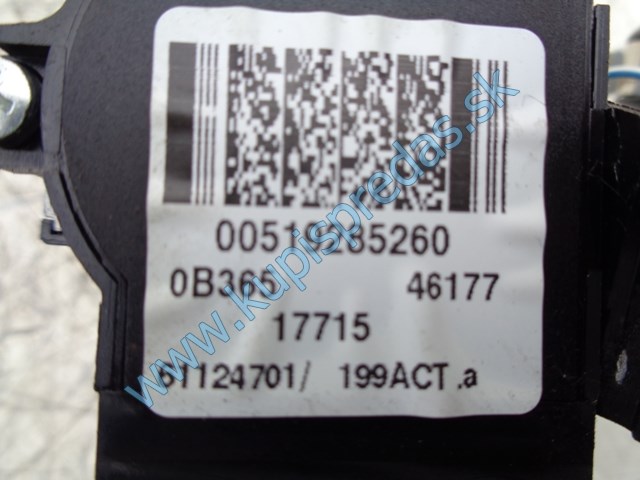 00519285260
0B365 46177
17715
61124701/ 199ACT.a
www.kupispredas.sk